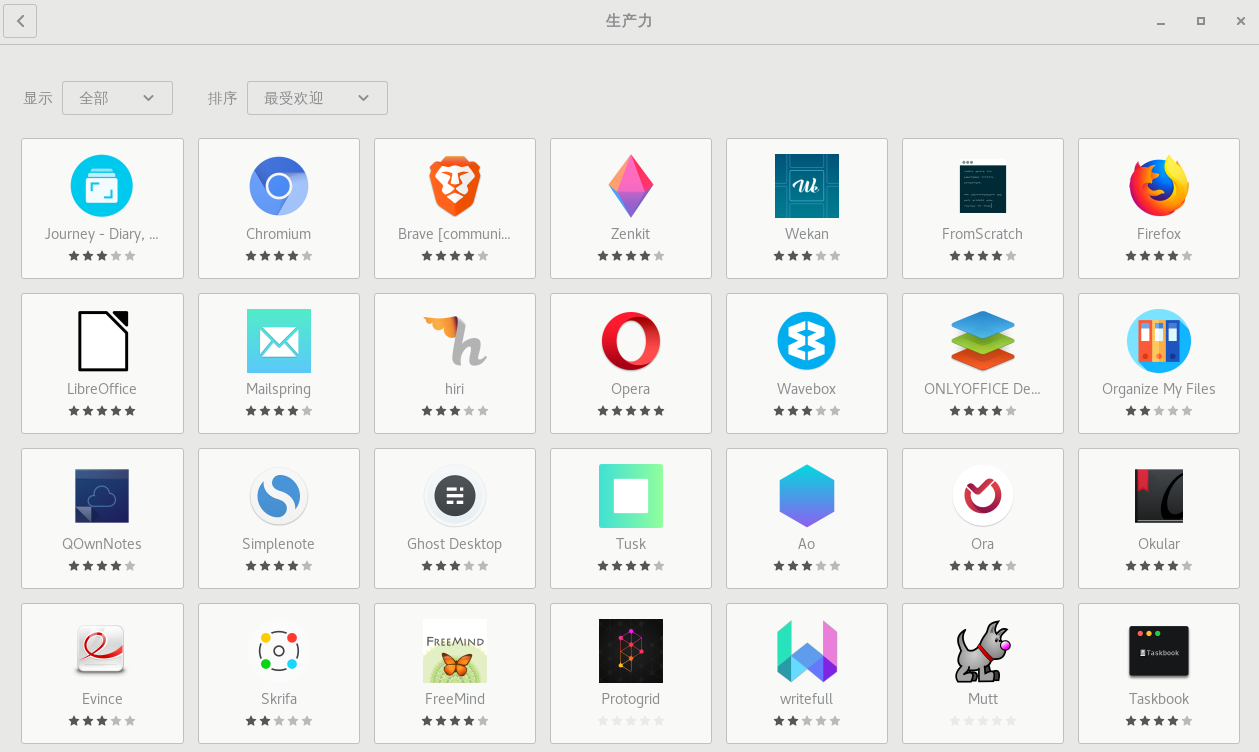 生产力
显示 全部 排序 最受欢迎
Journey - Diary, ...
Chromium
Brave [communi...
Zenkit
Wekan
FromScratch
Firefox
LibreOffice
Mailspring
hiri
Opera
Wavebox
ONLYOFFICE De...
Organize My Files
QOwnNotes
Simplenote
Ghost Desktop
Tusk
Ao
Ora
Okular
FREEMIND
Taskbook
Evince
Skrifa
FreeMind
Protogrid
writefull
Mutt
Taskbook